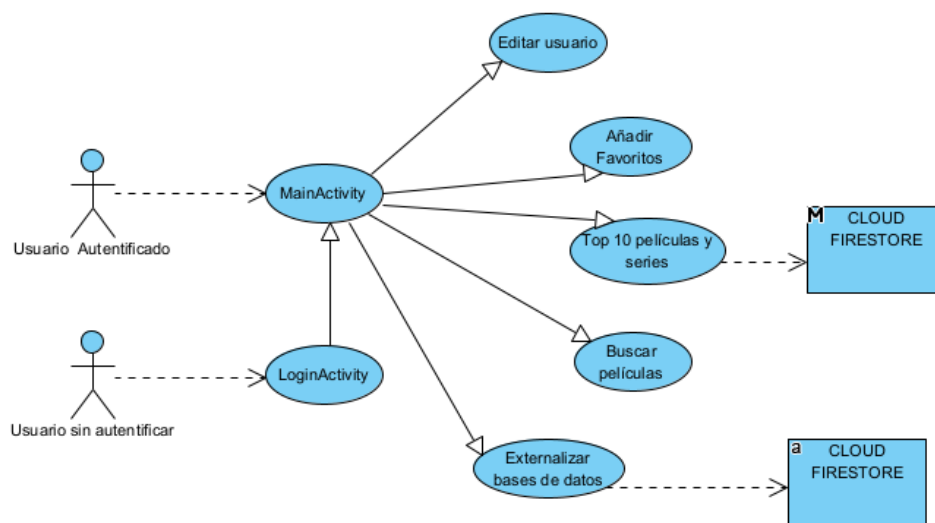 Editar usuario
Añadir
Favoritos
MainActivity
Usuario  Autentificado
Top 10 películas y
series
M
CLOUD
FIRESTORE
LoginActivity
Buscar
películas
Usuario sin autentificar
Externalizar
bases de datos
a
CLOUD
FIRESTORE